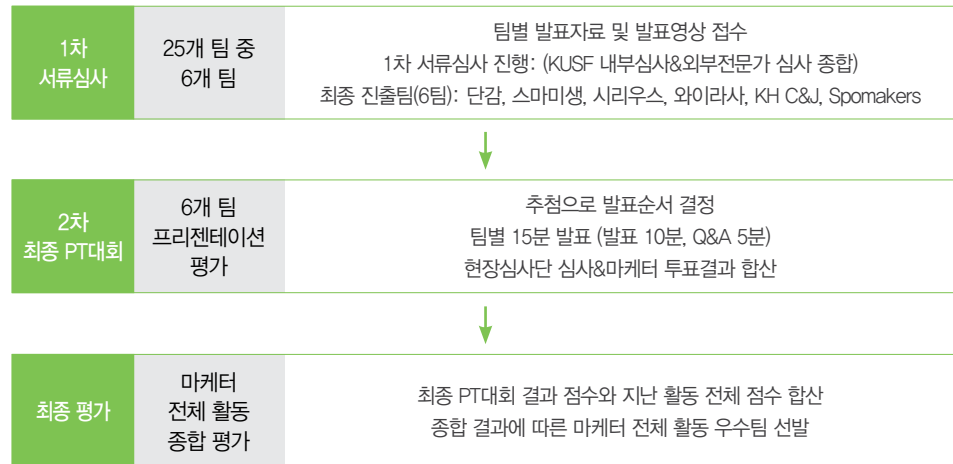 1차
서류심사
25개 팀 중
6개 팀
팀별 발표자료 및 발표영상 접수
1차 서류심사 진행: (KUSF 내부심사&외부전문가 심사 종합)
최종 진출팀(6팀): 단감, 스마미생, 시리우스, 와이라사, KH C&J, Spomakers
2차
최종 PT대회
6개 팀
프리젠테이션
평가
추첨으로 발표순서 결정
팀별 15분 발표 (발표 10분, Q&A 5분)
현장심사단 심사&마케터 투표결과 합산
최종 평가
마케터
전체 활동
종합 평가
최종 PT대회 결과 점수와 지난 활동 전체 점수 합산
종합 결과에 따른 마케터 전체 활동 우수팀 선발